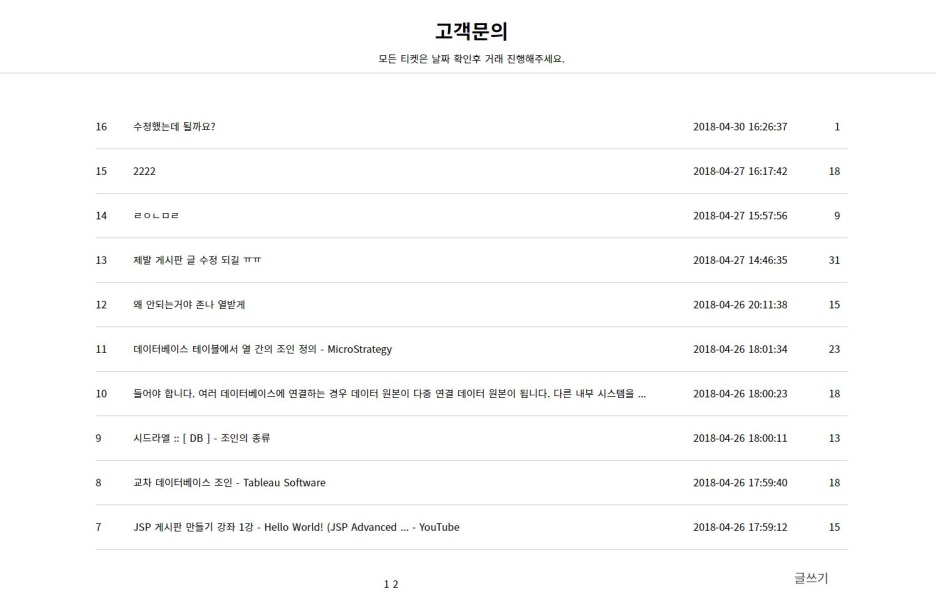 고객문의
모든 티켓은 날짜 확인후 거래 진행해주세요.
16 수정했는데 될까요? 2018-04-30 16:26:37 1
15 2222 2018-04-27 16:17:42 18
14 ㄹㅇㄴㅁㄹ 2018-04-27 15:57:56 9
13 제발 게시판 글 수정 되길 ㅠㅠ 2018-04-27 14:46:35 31
12 왜 안되는거야 존나 열받게 2018-04-26 20:11:38 15
11 데이터베이스 테이블에서 열 간의 조인 정의 - MicroStrategy 2018-04-26 18:01:34 23
10 들어야 합니다. 여러 데이터베이스에 연결하는 경우 데이터 원본이 다중 연결 데이터 원본이 됩니다. 다른 내부 시스템을 ... 2018-04-26 18:00:23 18
9 시드라엘 :: [ DB ] - 조인의 종류 2018-04-26 18:00:11 13
8 교차 데이터베이스 조인 - Tableau Software 2018-04-26 17:59:40 18
7 JSP 게시판 만들기 강좌 1강 - Hello World! (JSP Advanced ... - YouTube 2018-04-26 17:59:12 15
글쓰기
1 2